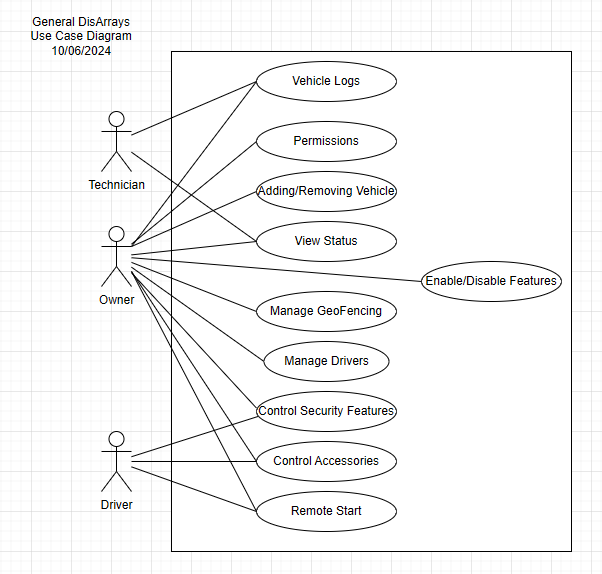 General DisArrays
Use Case Diagram
10/06/2024
Vehicle Logs
Permissions
Technician
Adding/Removing Vehicle
View Status
Enable/Disable Features
Owner
Manage GeoFencing
Manage Drivers
Control Security Features
Control Accessories
Driver
Remote Start